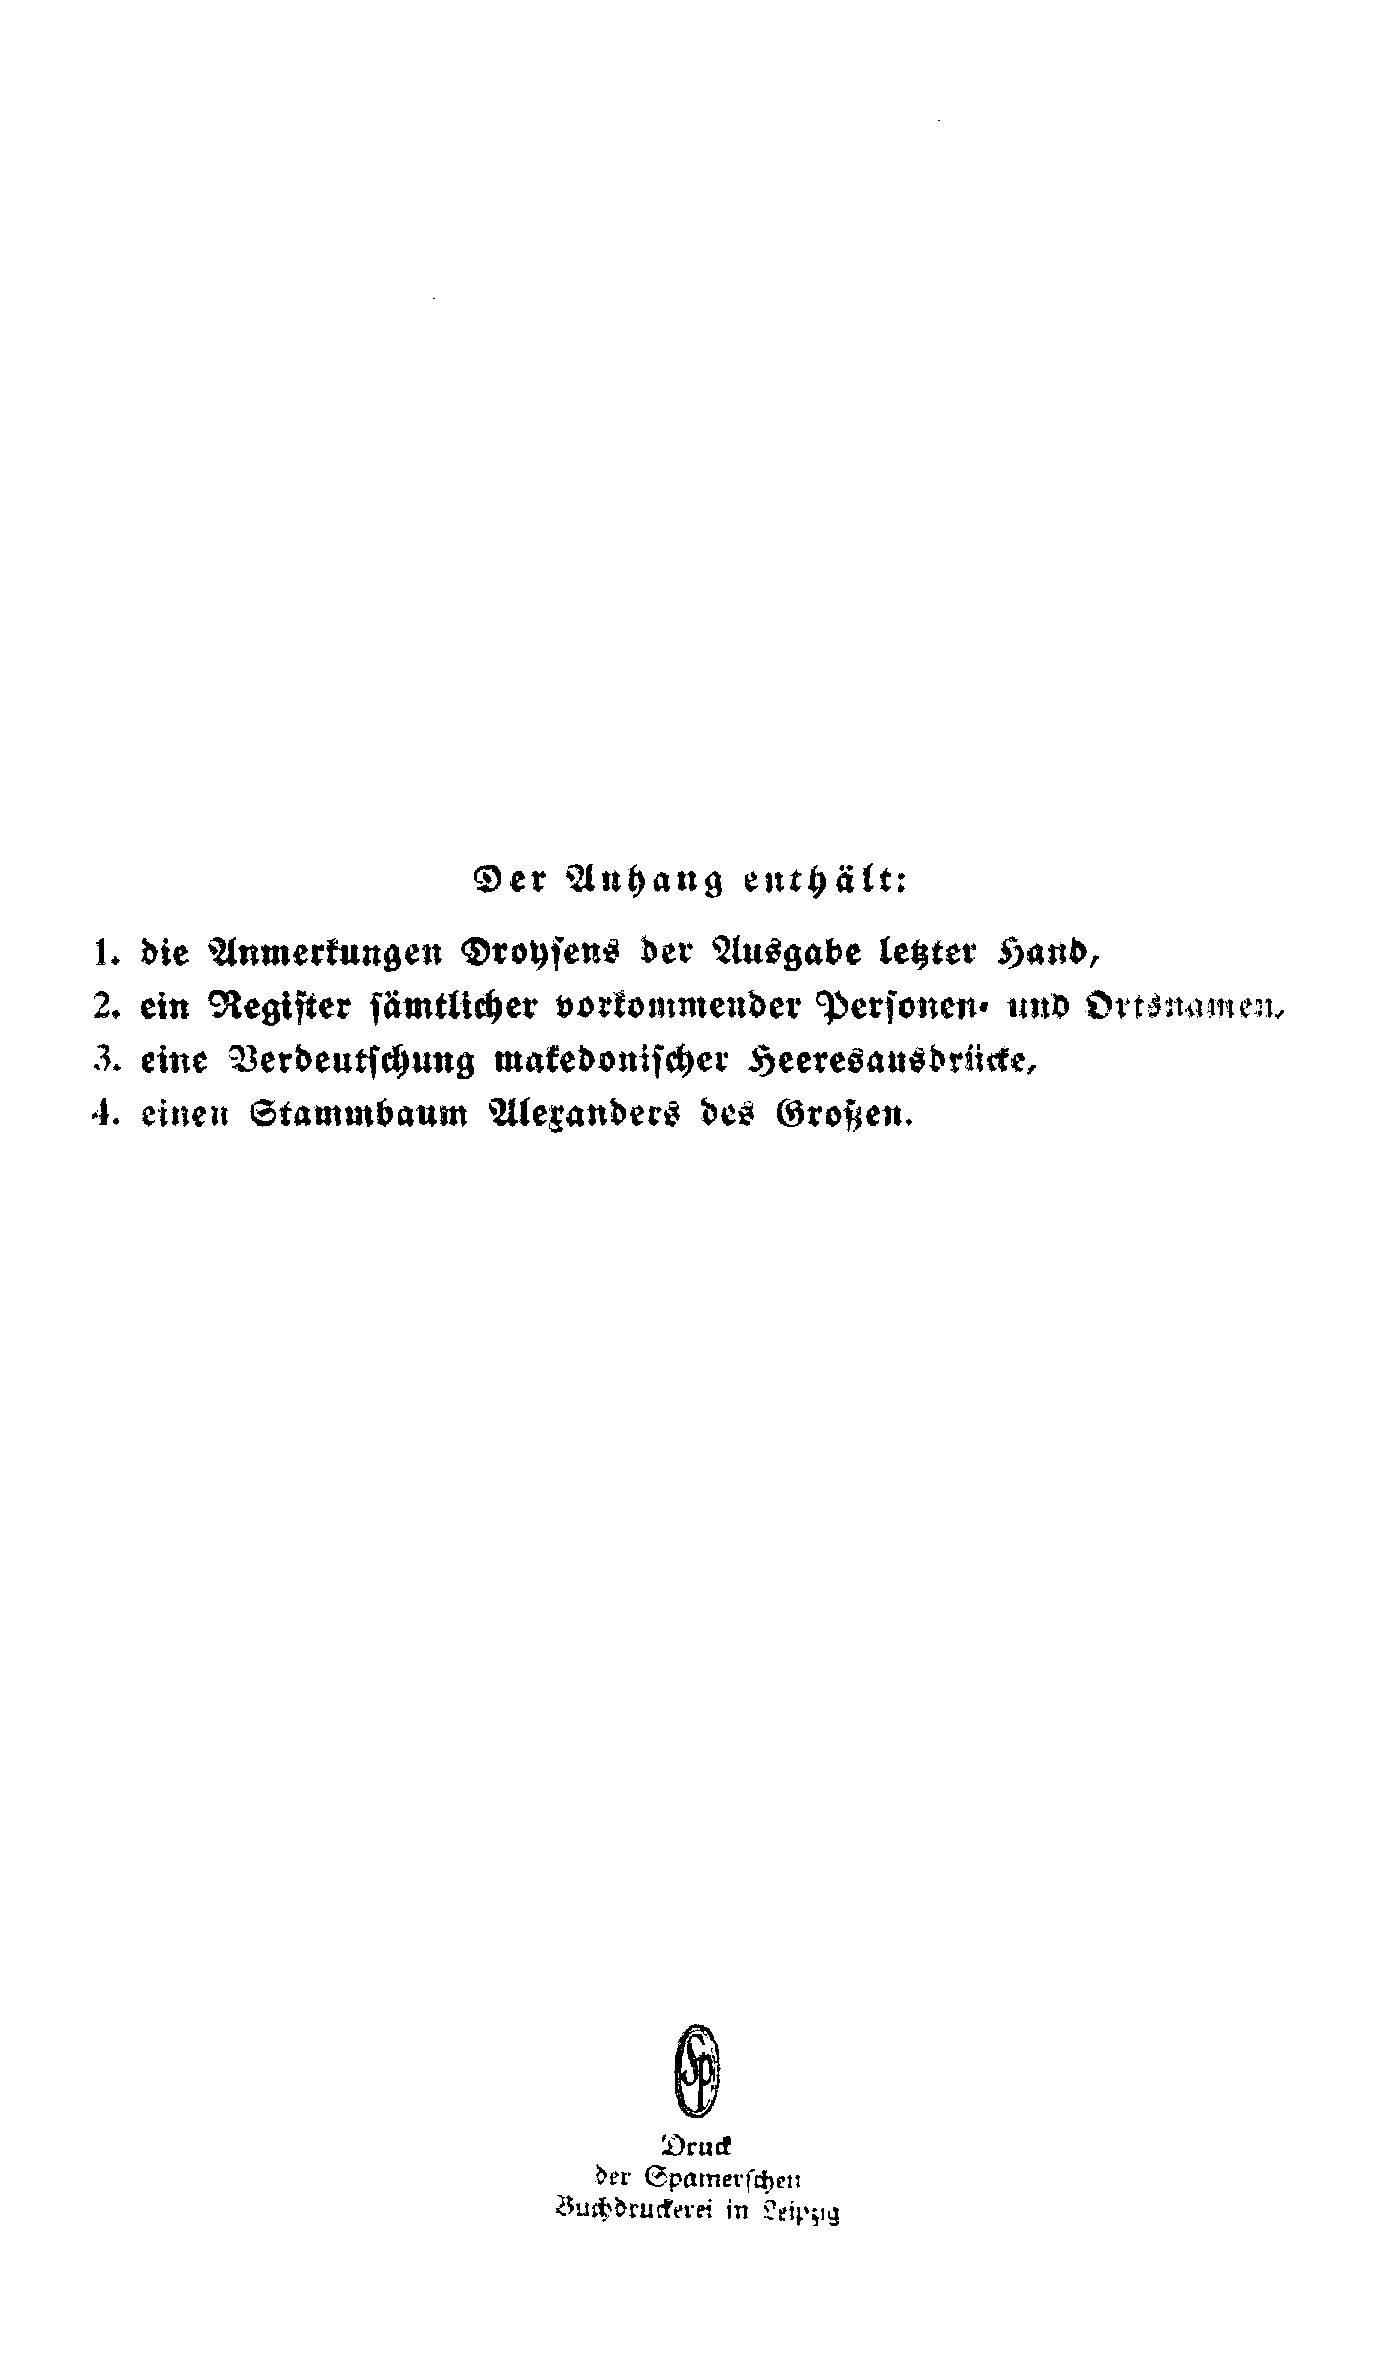 Der Anhang enthält:
1. die Anmerkungen Droysens der Ausgabe letzter Hand,
2. ein Register sämtlicher vorkommender Personen- und Ortsnamen,
3. eine Verdeutschung makedonischer Heeresausdrücke,
4. einen Stammbaum Alexanders des Großen.
Sp
Druck
der Spamerschen
Buchdruckerei in Leipzig